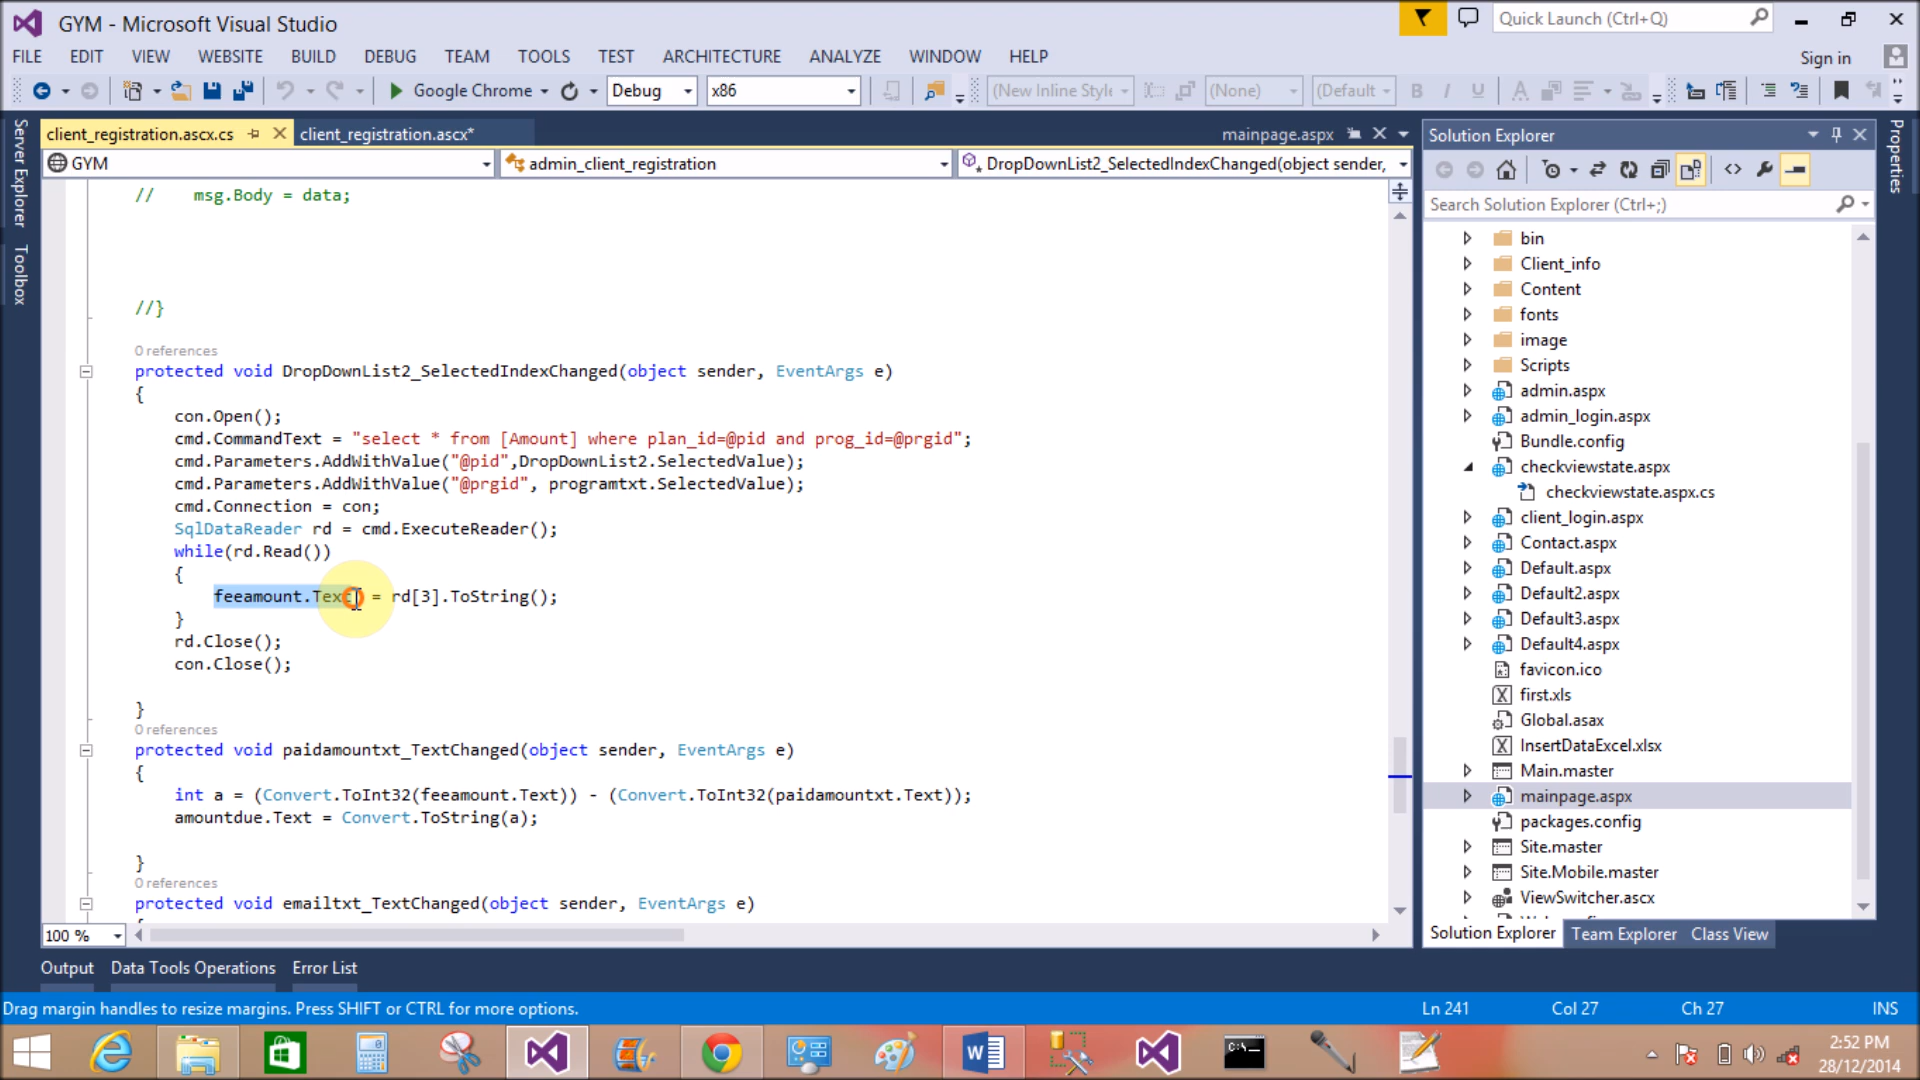 GYM - Microsoft Visual Studio
Quick Launch (Ctrl+Q)
FILE EDIT VIEW WEBSITE BUILD DEBUG TEAM TOOLS TEST ARCHITECTURE ANALYZE WINDOW HELP
Sign in
Google Chrome Debug x86 (New Inline Style (None) (Default
Server Explorer
Toolbox
client_registration.ascx.cs client_registration.ascx* mainpage.aspx
GYM admin_client_registration DropDownList2_SelectedIndexChanged(object sender,
// msg.Body = data;
//}
0 references
protected void DropDownList2_SelectedIndexChanged(object sender, EventArgs e)
{
con.Open();
cmd.CommandText = "select * from [Amount] where plan_id=@pid and prog_id=@prgid";
cmd.Parameters.AddWithValue("@pid",DropDownList2.SelectedValue);
cmd.Parameters.AddWithValue("@prgid", programtxt.SelectedValue);
cmd.Connection = con;
SqlDataReader rd = cmd.ExecuteReader();
while(rd.Read())
{
feeamount.Text = rd[3].ToString();
}
rd.Close();
con.Close();
}
0 references
protected void paidamountxt_TextChanged(object sender, EventArgs e)
{
int a = (Convert.ToInt32(feeamount.Text)) - (Convert.ToInt32(paidamountxt.Text));
amountdue.Text = Convert.ToString(a);
}
0 references
protected void emailtxt_TextChanged(object sender, EventArgs e)
100 %
Output Data Tools Operations Error List
Solution Explorer
Search Solution Explorer (Ctrl+;)
bin
Client_info
Content
fonts
image
Scripts
admin.aspx
admin_login.aspx
Bundle.config
checkviewstate.aspx
checkviewstate.aspx.cs
client_login.aspx
Contact.aspx
Default.aspx
Default2.aspx
Default3.aspx
Default4.aspx
favicon.ico
first.xls
Global.asax
InsertDataExcel.xlsx
Main.master
mainpage.aspx
packages.config
Site.master
Site.Mobile.master
ViewSwitcher.ascx
Solution Explorer Team Explorer Class View
Properties
Drag margin handles to resize margins. Press SHIFT or CTRL for more options.
Ln 241 Col 27 Ch 27 INS
2:52 PM
28/12/2014